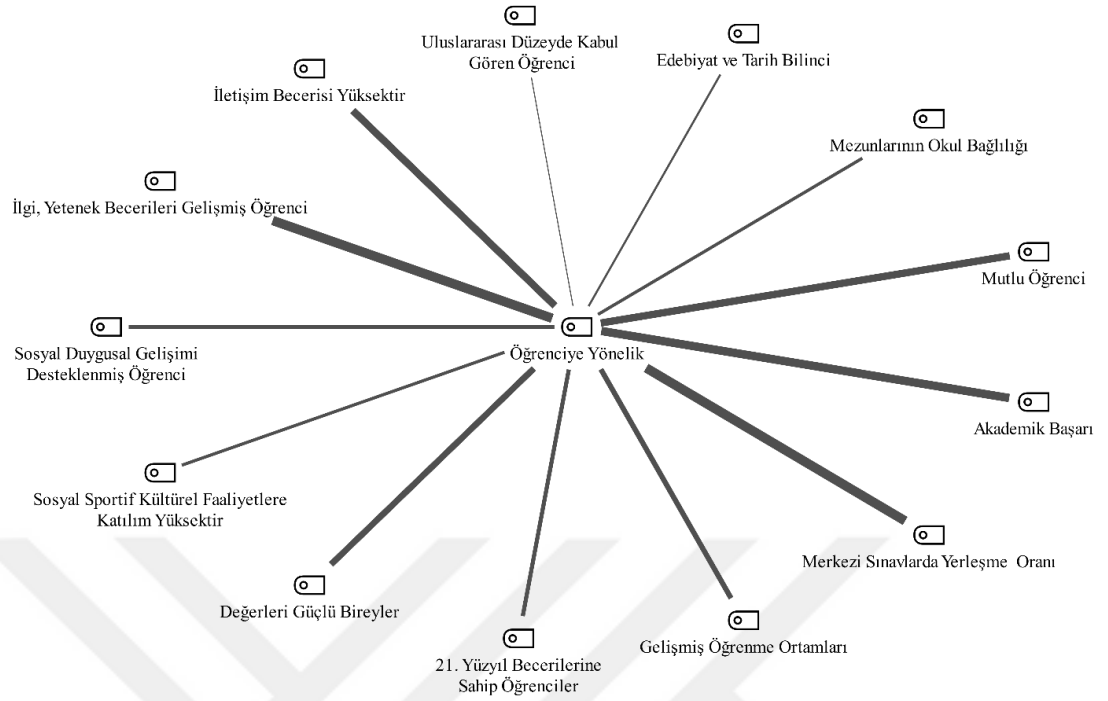 Uluslararası Düzeyde Kabul
Gören Öğrenci
Edebiyat ve Tarih Bilinci
İletişim Becerisi Yüksektir
Mezunlarının Okul Bağlılığı
İlgi, Yetenek Becerileri Gelişmiş Öğrenci
Mutlu Öğrenci
Sosyal Duygusal Gelişimi
Desteklenmiş Öğrenci
Öğrenciye Yönelik
Akademik Başarı
Sosyal Sportif Kültürel Faaliyetlere
Katılım Yüksektir
Merkezi Sınavlarda Yerleşme Oranı
Değerleri Güçlü Bireyler
Gelişmiş Öğrenme Ortamları
21. Yüzyıl Becerilerine
Sahip Öğrenciler